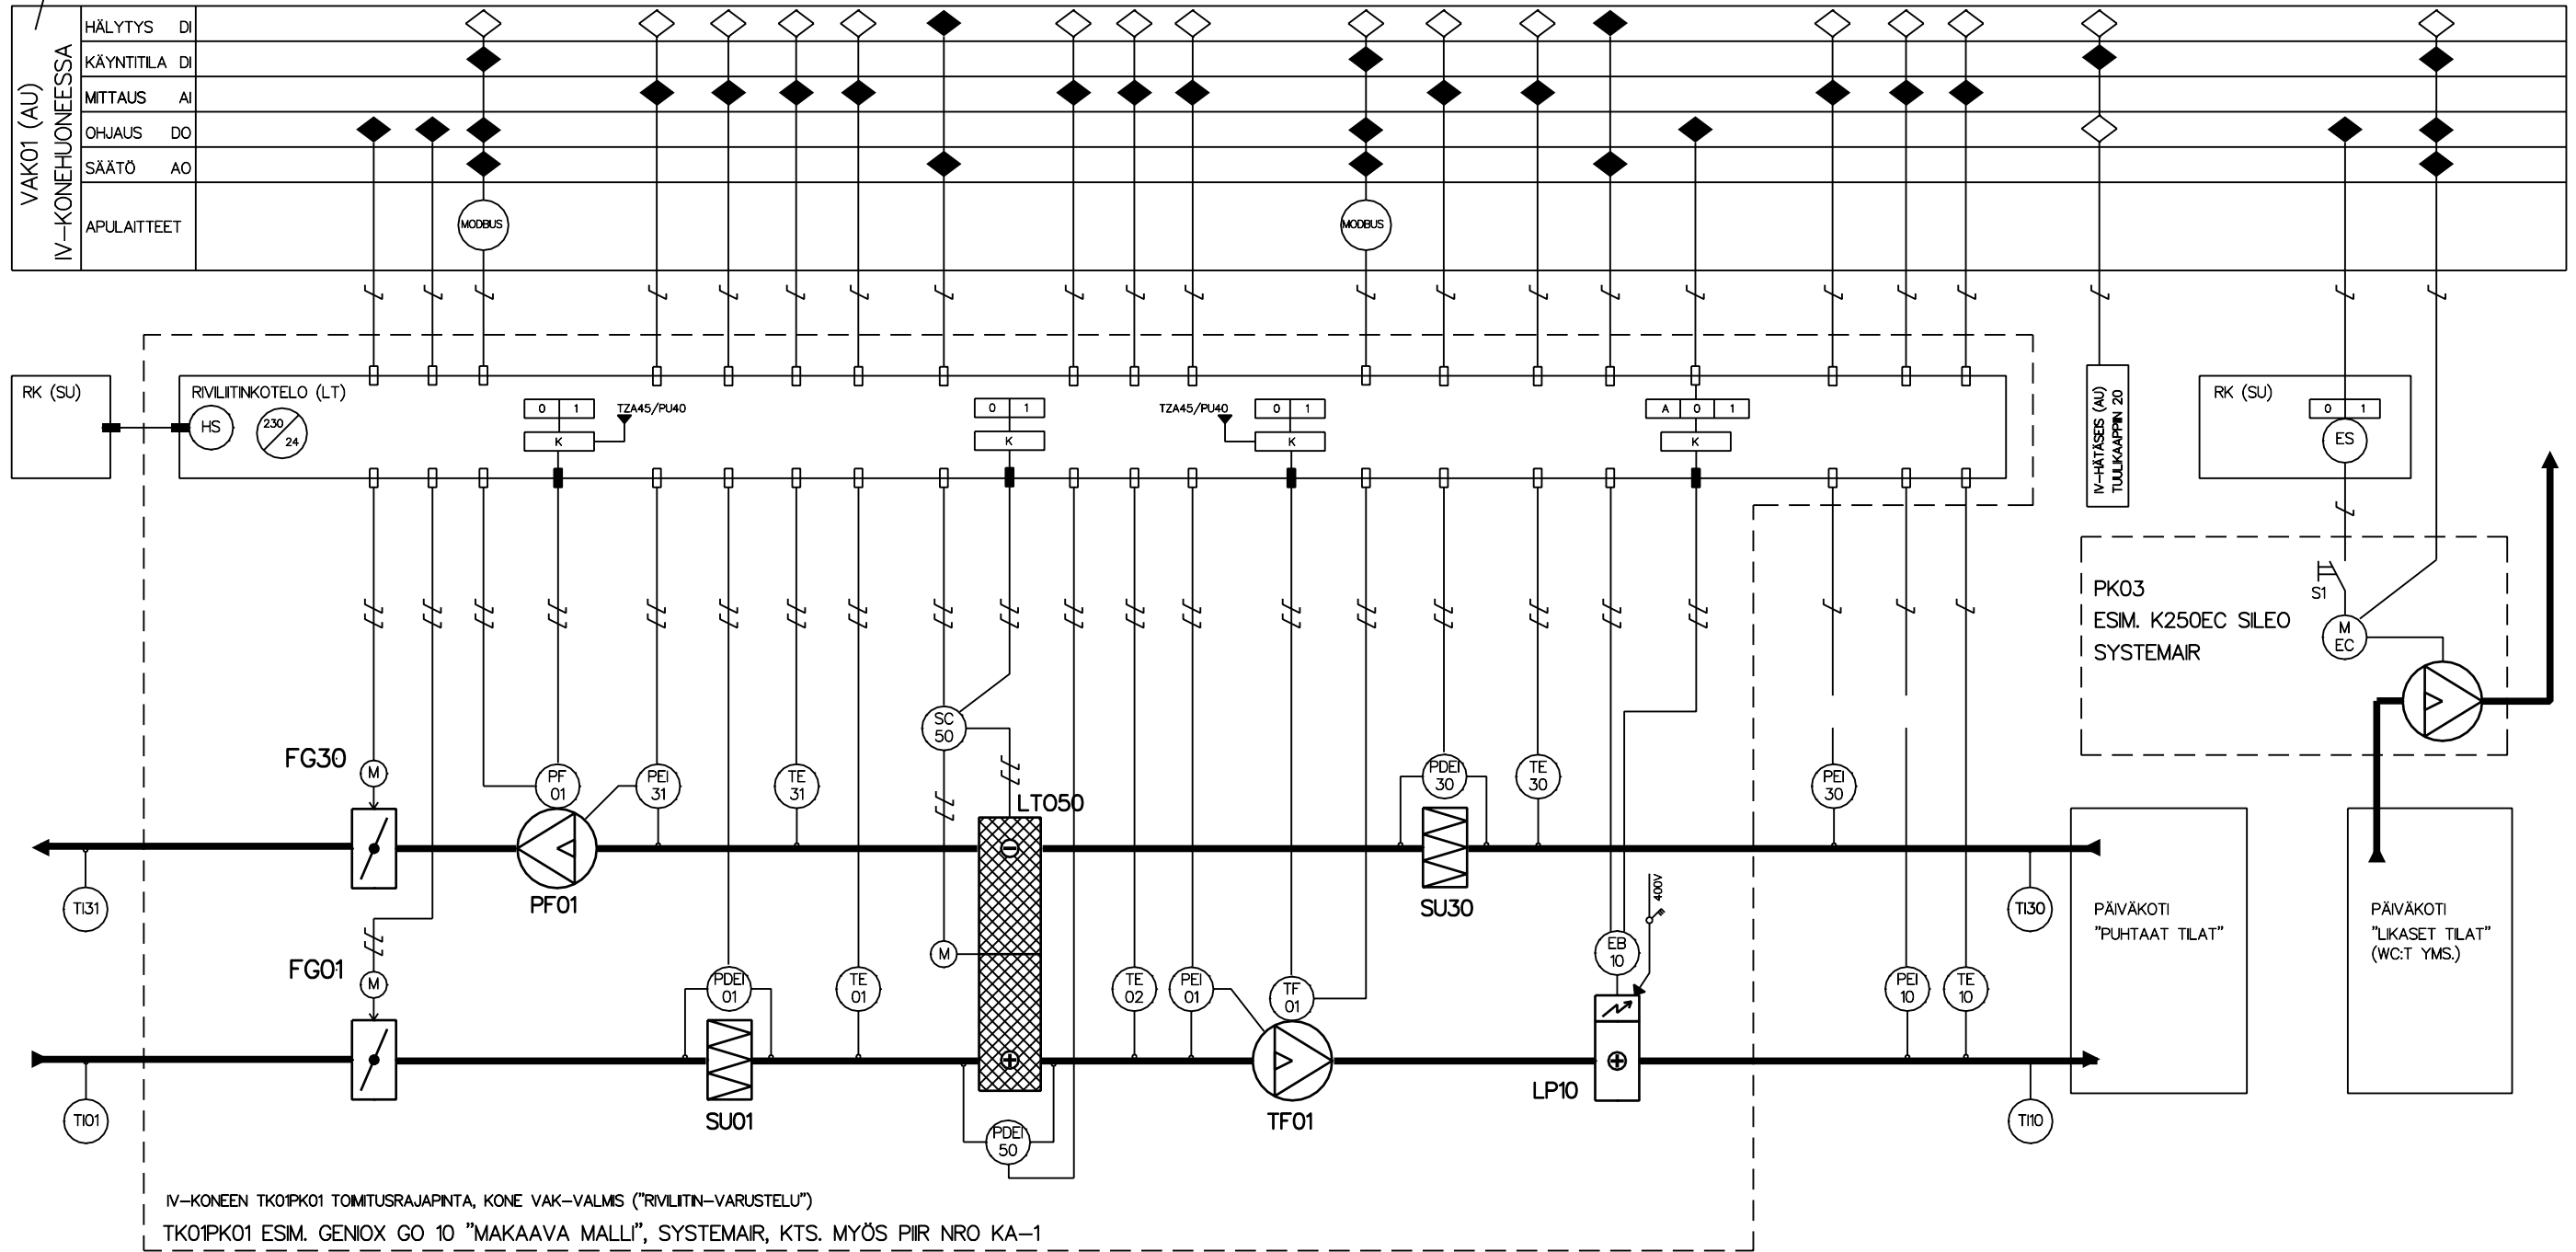 VAK01 (AU)
IV-KONEHUONEESSA
HÄLYTYS DI
KÄYNTITILA DI
MITTAUS AI
OHJAUS DO
SÄÄTÖ AO
APULAITTEET
MODBUS
MODBUS
RK (SU)
RIVILIITINKOTELO (LT)
HS
230
24
0 1
K
TZA45/PU40
0 1
K
TZA45/PU40
0 1
K
A 0 1
K
IV-HÄTÄSEIS (AU)
TUULIKAAPPIIN 20
RK (SU)
0 1
ES
PK03
ESIM. K250EC SILEO
SYSTEMAIR
S1
M
EC
SC
50
FG30
M
PF
01
PEI
31
TE
31
LTO50
PDEI
30
TE
30
PEI
30
TI31
PF01
SU30
400V
TI30
PÄIVÄKOTI
"PUHTAAT TILAT"
PÄIVÄKOTI
"LIKASET TILAT"
(WC:T YMS.)
FG01
M
PDEI
01
TE
01
M
TE
02
PEI
01
TF
01
EB
10
PEI
10
TE
10
TI01
SU01
PDEI
50
TF01
LP10
TI10
IV-KONEEN TK01PK01 TOIMITUSRAJAPINTA, KONE VAK-VALMIS ("RIVILIITIN-VARUSTELU")
TK01PK01 ESIM. GENIOX GO 10 "MAKAAVA MALLI", SYSTEMAIR, KTS. MYÖS PIIR NRO KA-1